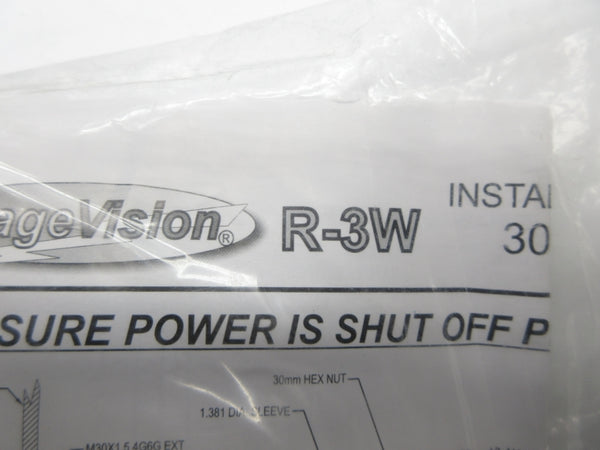 ageVision® R-3W INSTAL
30
SURE POWER IS SHUT OFF P
30mm HEX NUT
1.381 DIA. SLEEVE
M30X1.5 4G6G EXT